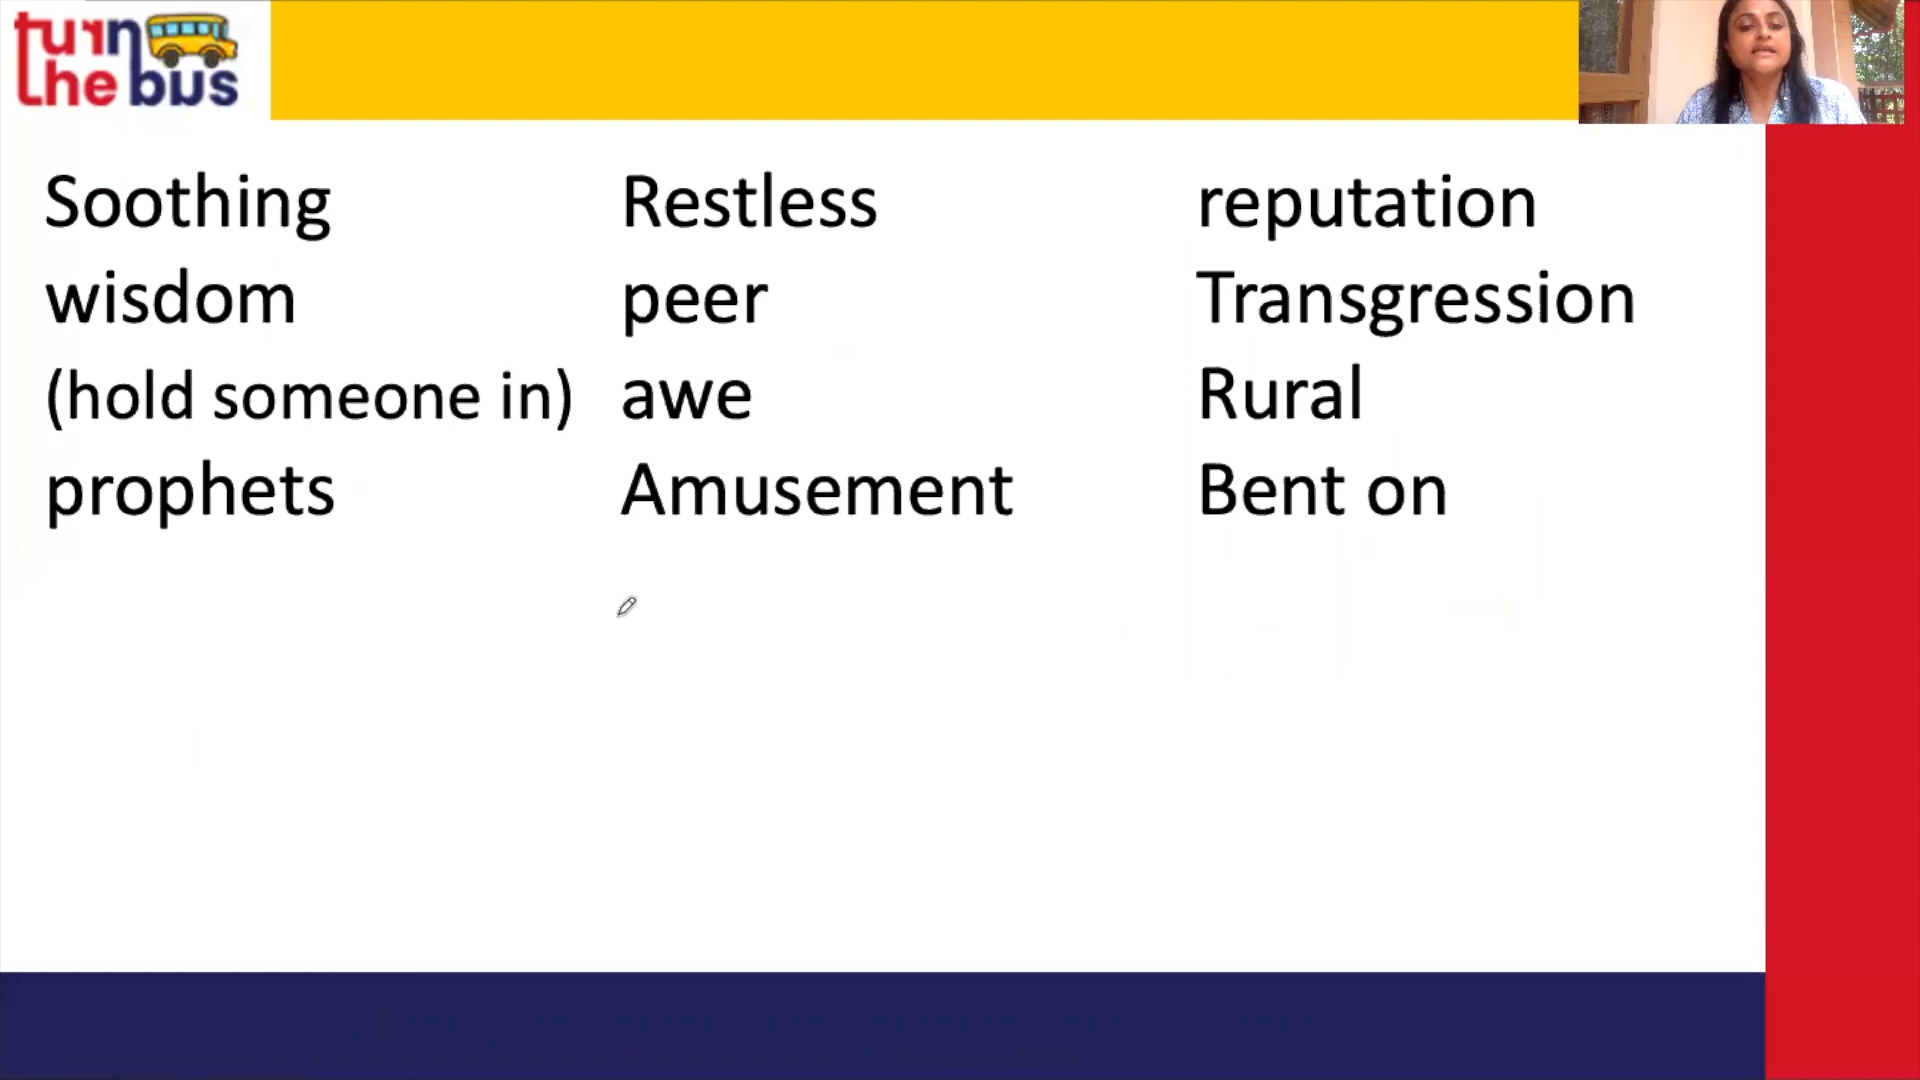 turn
the bus
Soothing Restless reputation
wisdom peer Transgression
(hold someone in) awe Rural
prophets Amusement Bent on